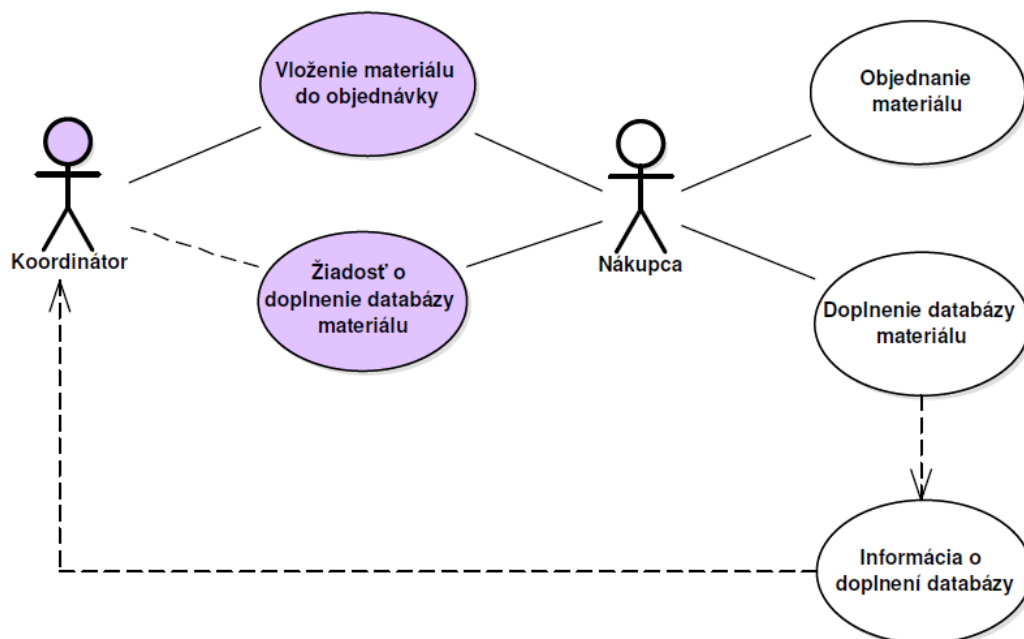 Vloženie materiálu
do objednávky
Objednanie
materiálu
Koordinátor
Žiadosť o
doplnenie databázy
materiálu
Nákupca
Doplnenie databázy
materiálu
Informácia o
doplnení databázy